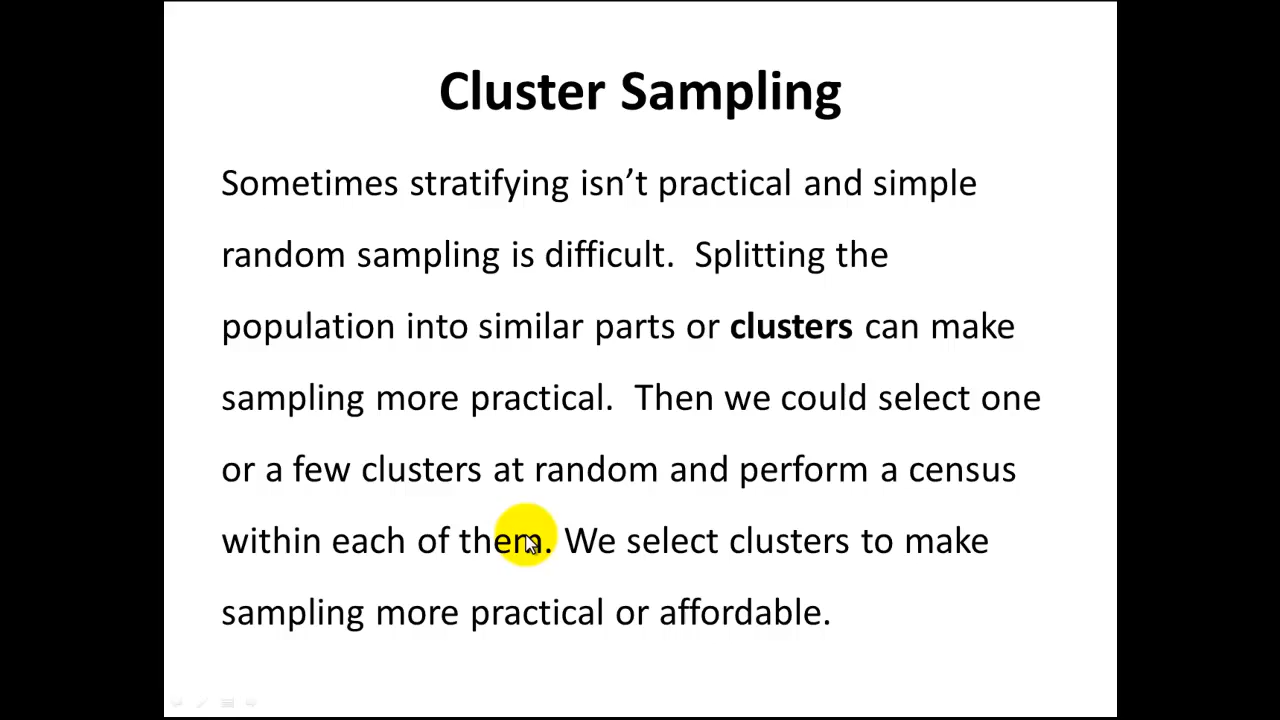 Cluster Sampling
Sometimes stratifying isn’t practical and simple
random sampling is difficult.  Splitting the
population into similar parts or clusters can make
sampling more practical.  Then we could select one
or a few clusters at random and perform a census
within each of them. We select clusters to make
sampling more practical or affordable.